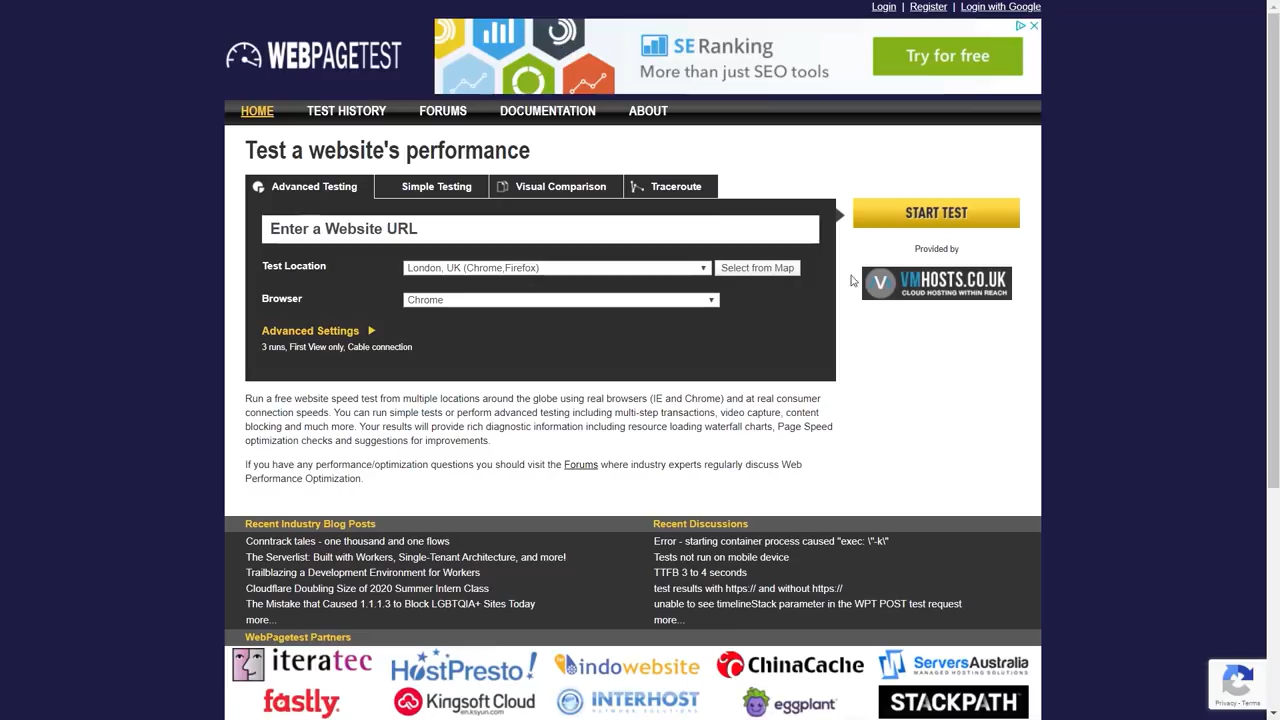 Login | Register | Login with Google
WEBPAGETEST
SE Ranking
More than just SEO tools
Try for free
HOME TEST HISTORY FORUMS DOCUMENTATION ABOUT
Test a website's performance
Advanced Testing Simple Testing Visual Comparison Traceroute
Enter a Website URL
START TEST
Provided by
VMHOSTS.CO.UK
CLOUD HOSTING WITHIN REACH
Test Location London, UK (Chrome,Firefox) Select from Map
Browser Chrome
Advanced Settings
3 runs, First View only, Cable connection
Run a free website speed test from multiple locations around the globe using real browsers (IE and Chrome) and at real consumer
connection speeds. You can run simple tests or perform advanced testing including multi-step transactions, video capture, content
blocking and much more. Your results will provide rich diagnostic information including resource loading waterfall charts, Page Speed
optimization checks and suggestions for improvements.
If you have any performance/optimization questions you should visit the Forums where industry experts regularly discuss Web
Performance Optimization.
Recent Industry Blog Posts
Conntrack tales - one thousand and one flows
The Serverlist: Built with Workers, Single-Tenant Architecture, and more!
Trailblazing a Development Environment for Workers
Cloudflare Doubling Size of 2020 Summer Intern Class
The Mistake that Caused 1.1.1.3 to Block LGBTQIA+ Sites Today
more...
Recent Discussions
Error - starting container process caused "exec: \"-k\"
Tests not run on mobile device
TTFB 3 to 4 seconds
test results with https:// and without https://
unable to see timelineStack parameter in the WPT POST test request
more...
WebPagetest Partners
iteratec HostPresto! indowebsite ChinaCache ServersAustralia
MANAGED HOSTING SOLUTIONS
fastly. Kingsoft Cloud INTERHOST eggplant STACKPATH
en.ksyun.com
NETWORK SOLUTIONS
Privacy - Terms